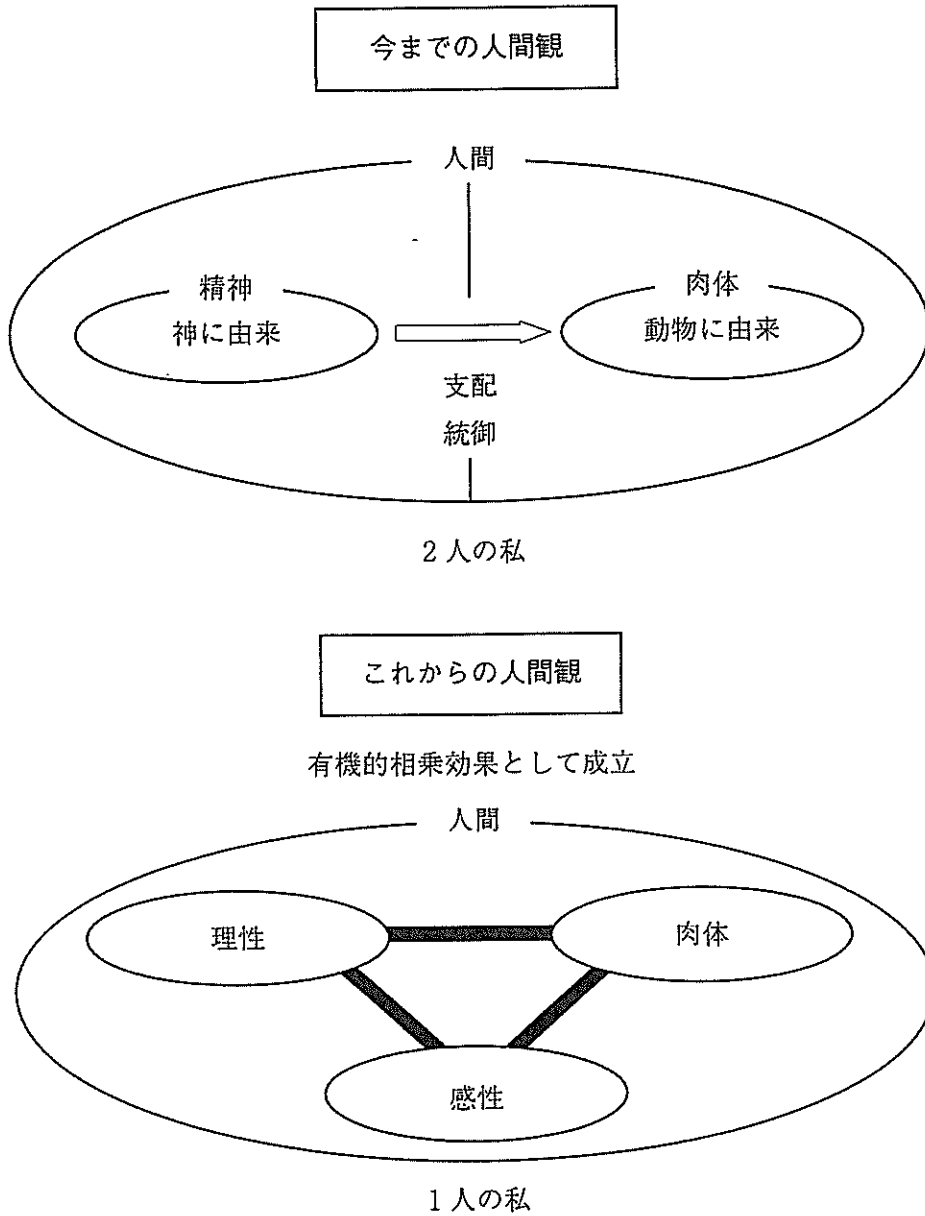 今までの人間観
人間
精神
神に由来
肉体
動物に由来
支配
統御
2人の私
これからの人間観
有機的相乗効果として成立
人間
理性
肉体
感性
1人の私